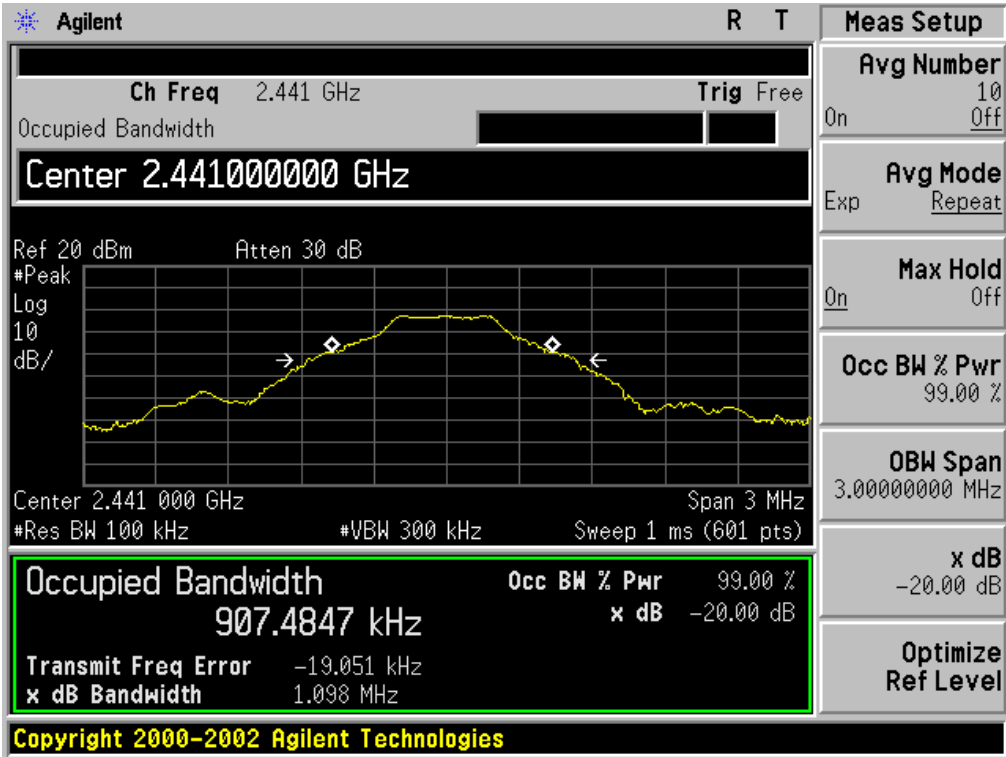 Agilent R T
Ch Freq 2.441 GHz Trig Free
Occupied Bandwidth
Center 2.441000000 GHz
Ref 20 dBm Atten 30 dB
#Peak
Log
10
dB/
Center 2.441 000 GHz Span 3 MHz
#Res BW 100 kHz #VBW 300 kHz Sweep 1 ms (601 pts)
Occupied Bandwidth Occ BW % Pwr 99.00 %
907.4847 kHz x dB -20.00 dB
Transmit Freq Error -19.051 kHz
x dB Bandwidth 1.098 MHz
Copyright 2000-2002 Agilent Technologies
Meas Setup
Avg Number
10
On Off
Avg Mode
Exp Repeat
Max Hold
On Off
Occ BW % Pwr
99.00 %
OBW Span
3.00000000 MHz
x dB
-20.00 dB
Optimize
Ref Level